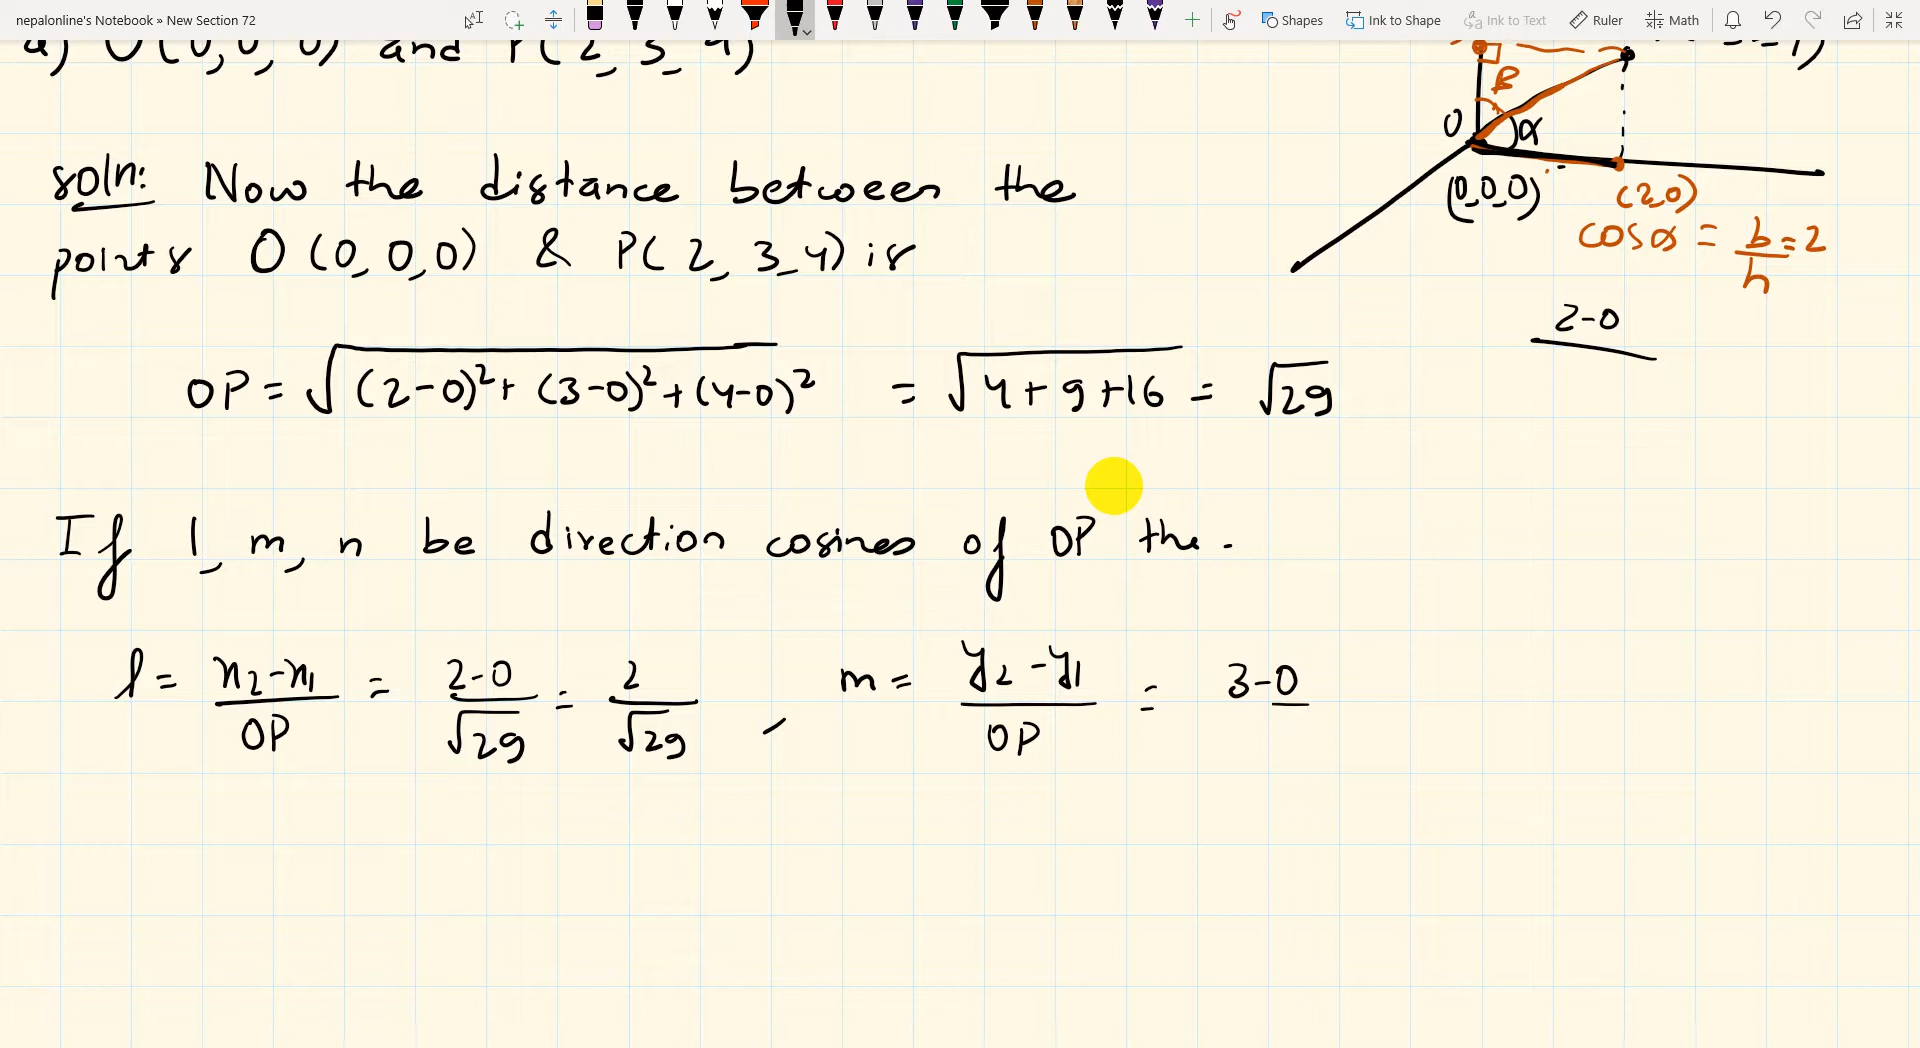 nepalonline's Notebook » New Section 72
Shapes Ink to Shape Ink to Text Ruler Math
a) O(0,0,0) and P(2,3,4)
soln: Now the distance between the
points O(0,0,0) & P(2,3,4) is
OP = √((2-0)²+(3-0)²+(4-0)²) = √(4+9+16) = √29
If l, m, n be direction cosines of OP the.
l = (x₂-x₁)/OP = (2-0)/√29 = 2/√29 , m = (y₂-y₁)/OP = 3-0
β
O α
(0,0,0) (2,0)
cosα = b/h = 2
2-0